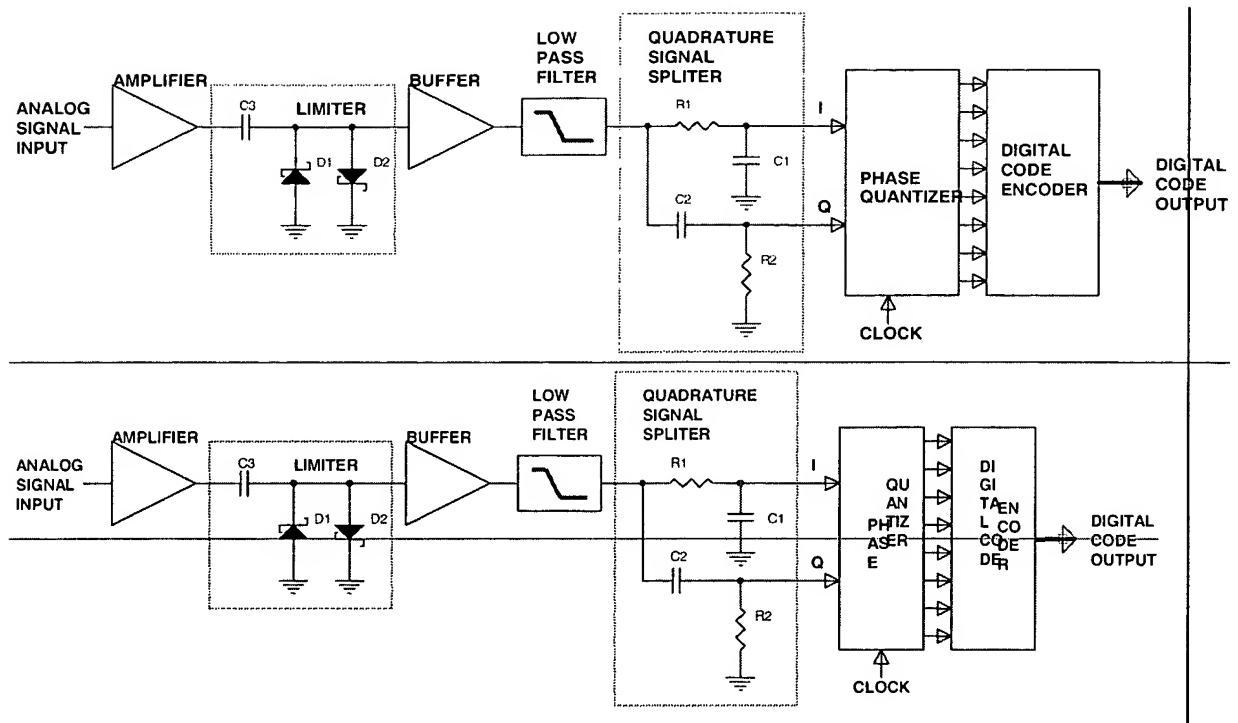 LOW
PASS
FILTER
QUADRATURE
SIGNAL
SPLITER
AMPLIFIER
BUFFER
ANALOG
SIGNAL
INPUT
C3
LIMITER
D1
D2
R1
C1
C2
R2
I
Q
PHASE
QUANTIZER
DIGITAL
CODE
ENCODER
DIGITAL
CODE
OUTPUT
CLOCK
LOW
PASS
FILTER
QUADRATURE
SIGNAL
SPLITER
AMPLIFIER
BUFFER
ANALOG
SIGNAL
INPUT
C3
LIMITER
D1
D2
R1
C1
C2
R2
I
Q
PH
AS
E
QU
AN
TIZ
ER
DI
GI
TA
L CO
DE
EN
CO
DE
R
DIGITAL
CODE
OUTPUT
CLOCK